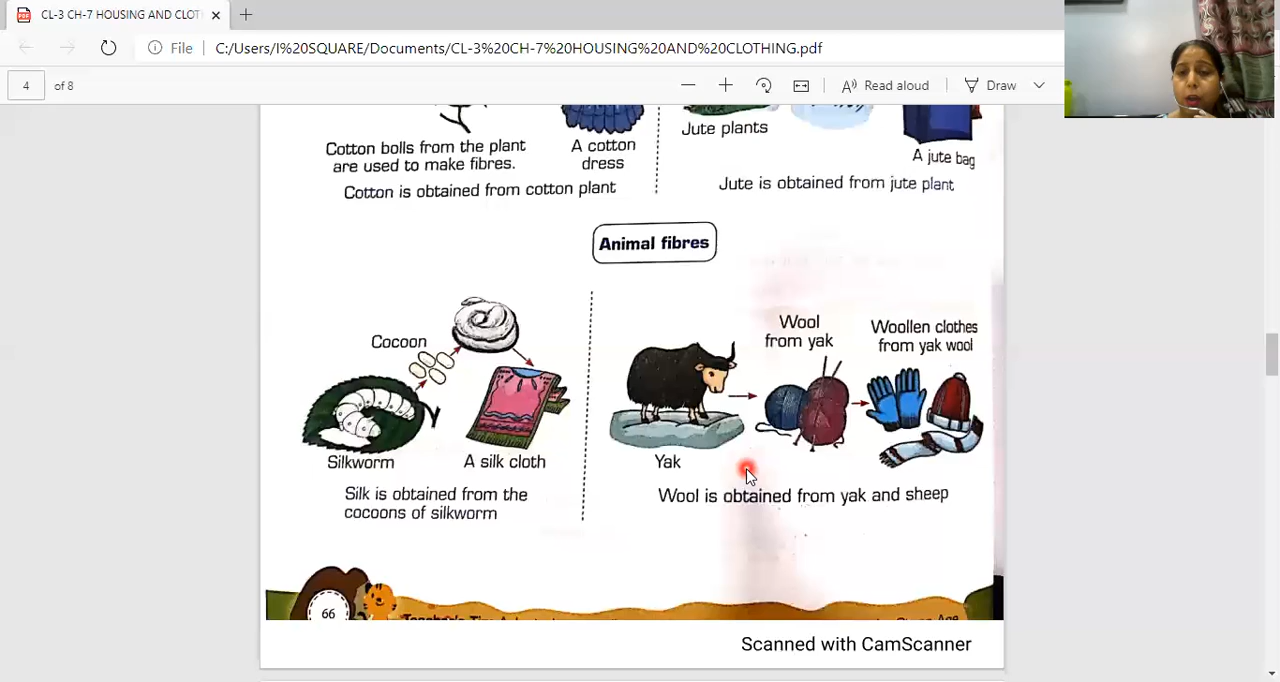 CL-3 CH-7 HOUSING AND CLOT
File
C:/Users/I%20SQUARE/Documents/CL-3%20CH-7%20HOUSING%20AND%20CLOTHING.pdf
4 of 8
Read aloud
Draw
Cotton bolls from the plant
are used to make fibres.
A cotton
dress
Cotton is obtained from cotton plant
Jute plants
A jute bag
Jute is obtained from jute plant
Animal fibres
Cocoon
Silkworm
A silk cloth
Silk is obtained from the
cocoons of silkworm
Wool
from yak
Woollen clothes
from yak wool
Yak
Wool is obtained from yak and sheep
66
Scanned with CamScanner